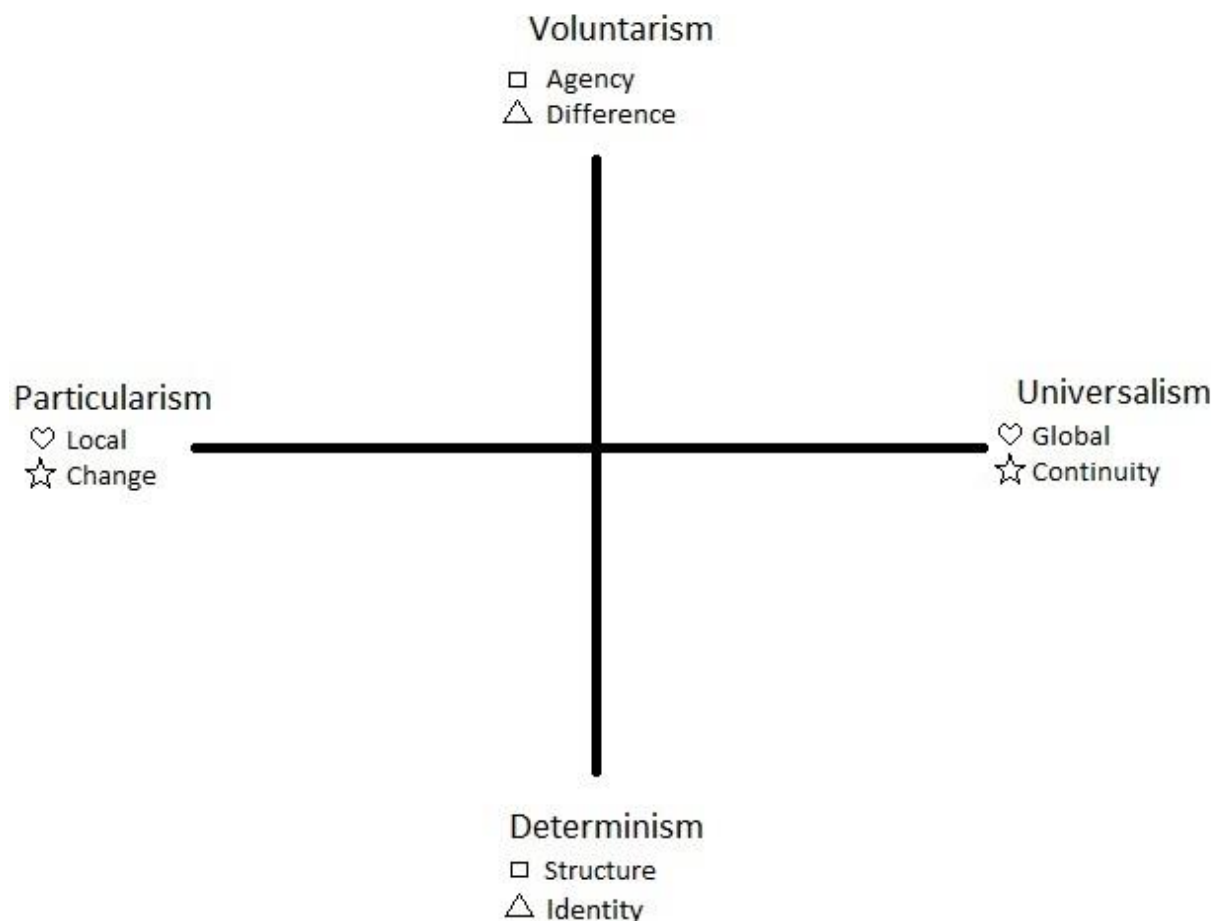 Voluntarism
Agency
Difference
Particularism
Local
Change
Universalism
Global
Continuity
Determinism
Structure
Identity